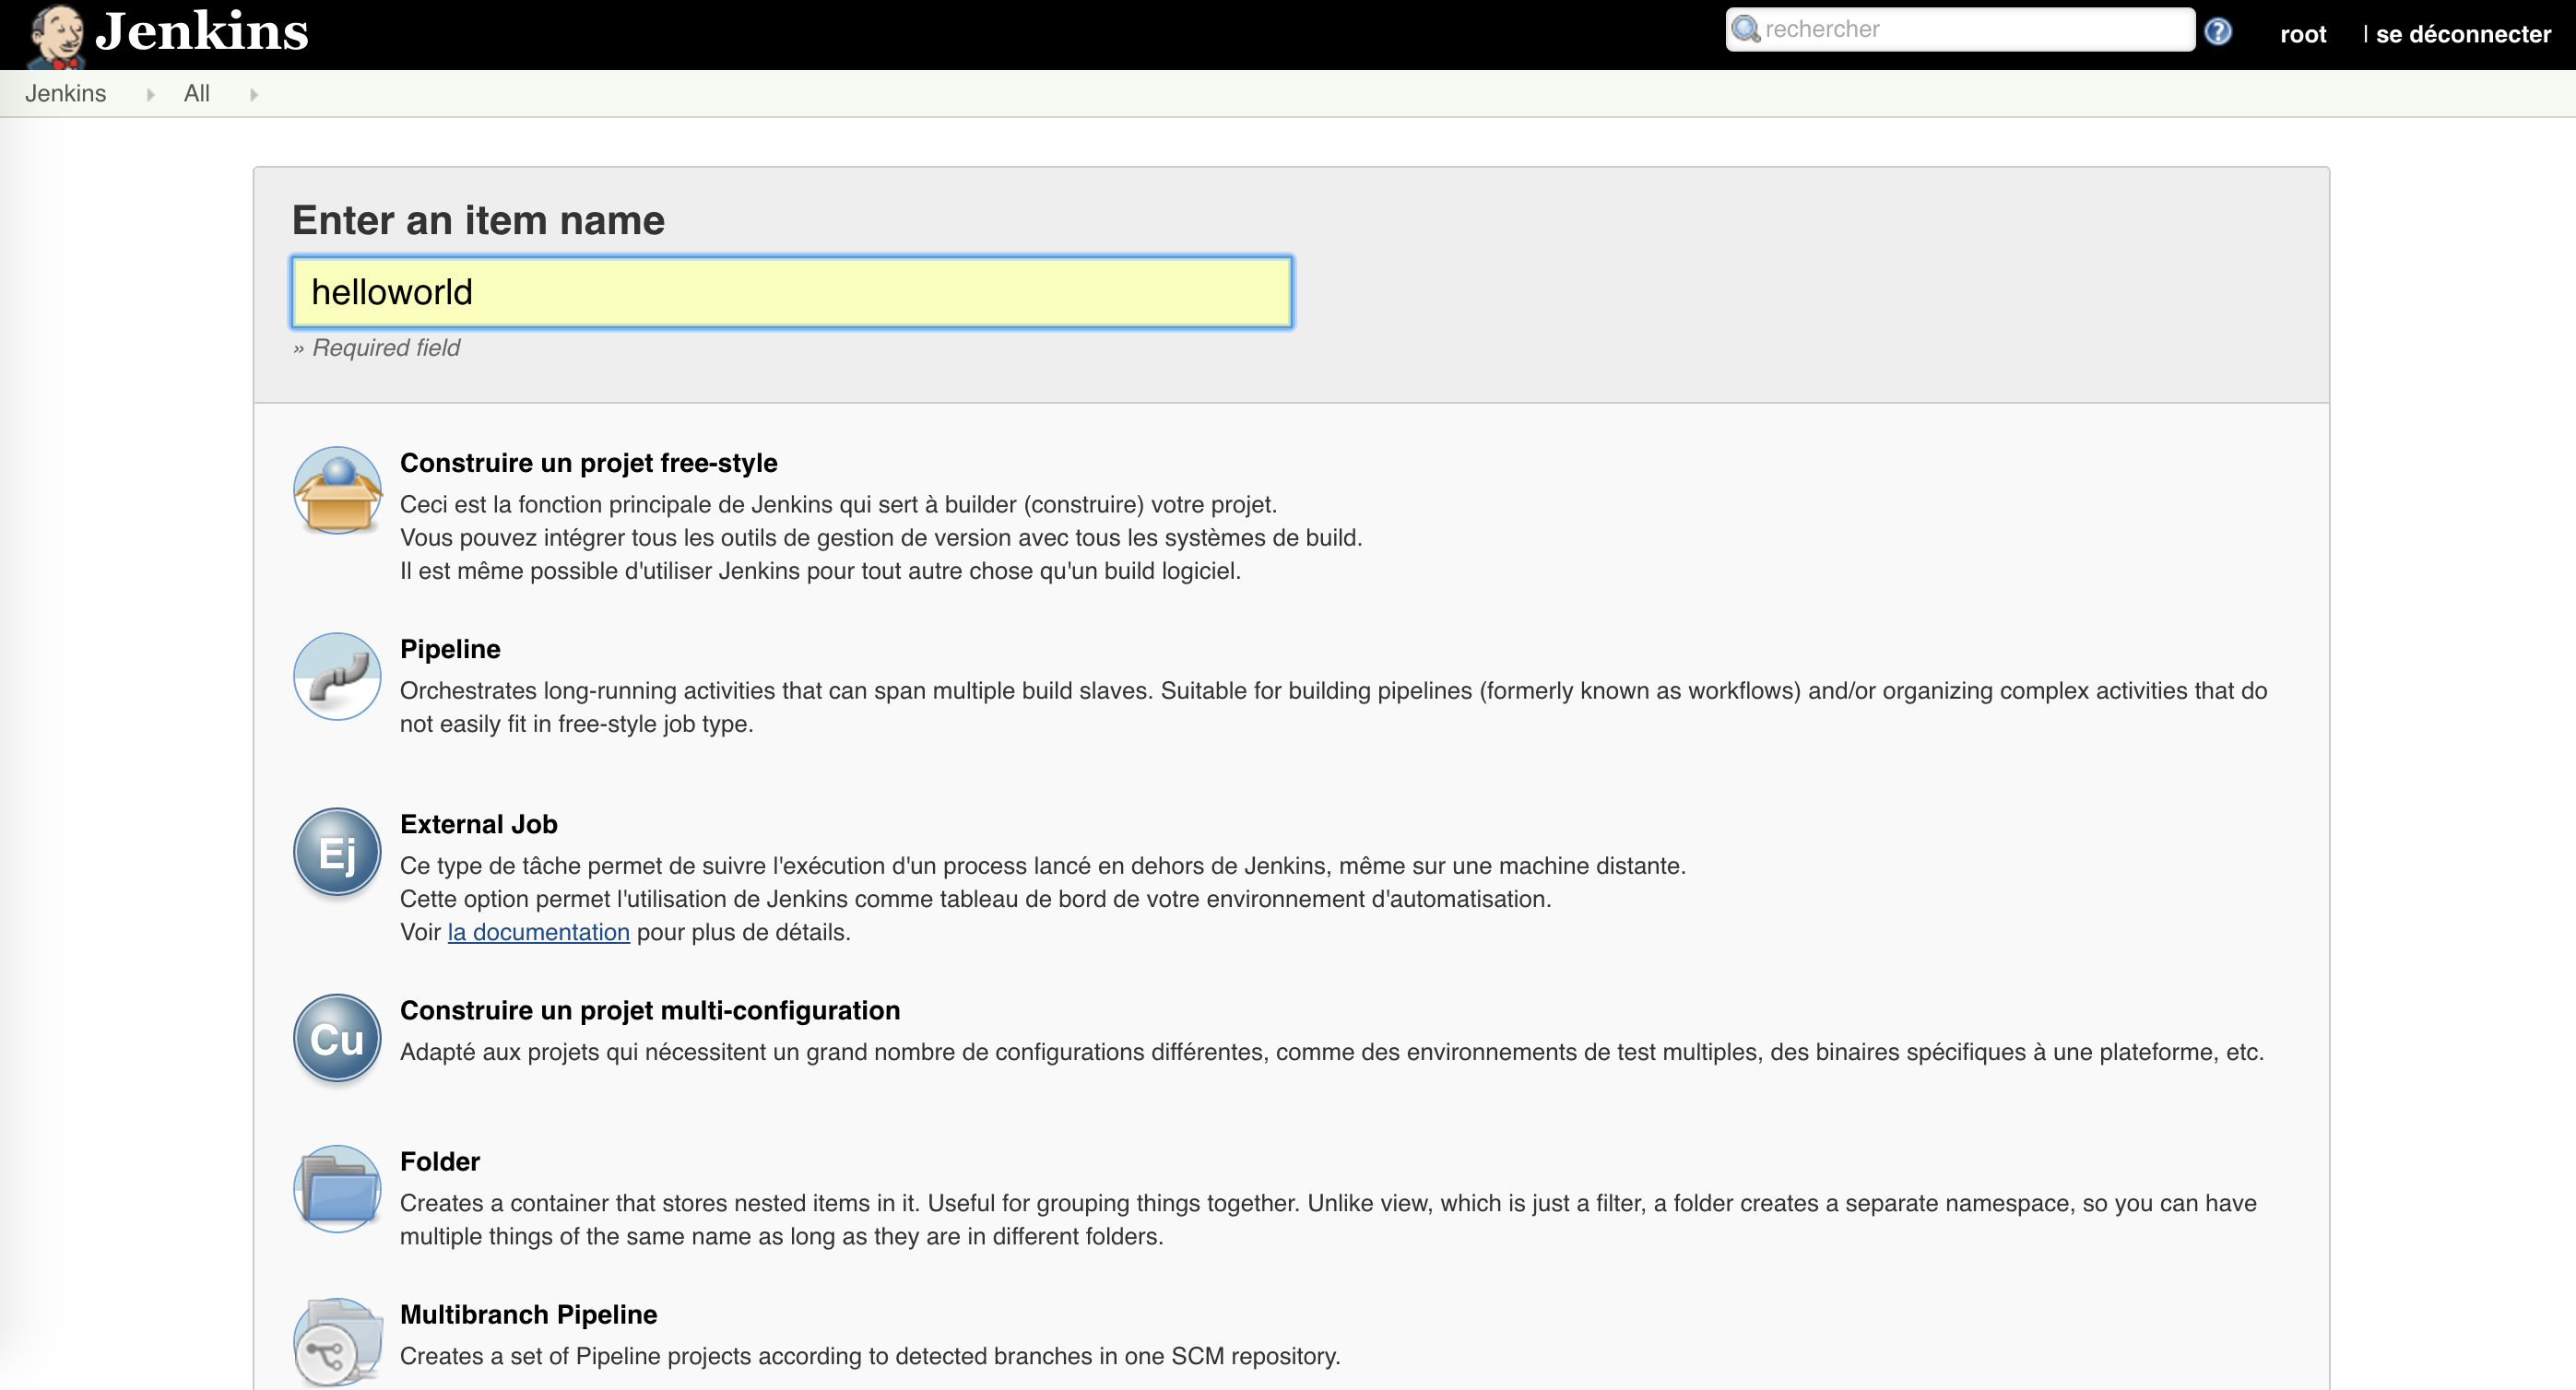 Jenkins
rechercher
?
root | se déconnecter
Jenkins All
Enter an item name
helloworld
» Required field
Construire un projet free-style
Ceci est la fonction principale de Jenkins qui sert à builder (construire) votre projet.
Vous pouvez intégrer tous les outils de gestion de version avec tous les systèmes de build.
Il est même possible d'utiliser Jenkins pour tout autre chose qu'un build logiciel.
Pipeline
Orchestrates long-running activities that can span multiple build slaves. Suitable for building pipelines (formerly known as workflows) and/or organizing complex activities that do
not easily fit in free-style job type.
Ej
External Job
Ce type de tâche permet de suivre l'exécution d'un process lancé en dehors de Jenkins, même sur une machine distante.
Cette option permet l'utilisation de Jenkins comme tableau de bord de votre environnement d'automatisation.
Voir la documentation pour plus de détails.
Cu
Construire un projet multi-configuration
Adapté aux projets qui nécessitent un grand nombre de configurations différentes, comme des environnements de test multiples, des binaires spécifiques à une plateforme, etc.
Folder
Creates a container that stores nested items in it. Useful for grouping things together. Unlike view, which is just a filter, a folder creates a separate namespace, so you can have
multiple things of the same name as long as they are in different folders.
Multibranch Pipeline
Creates a set of Pipeline projects according to detected branches in one SCM repository.